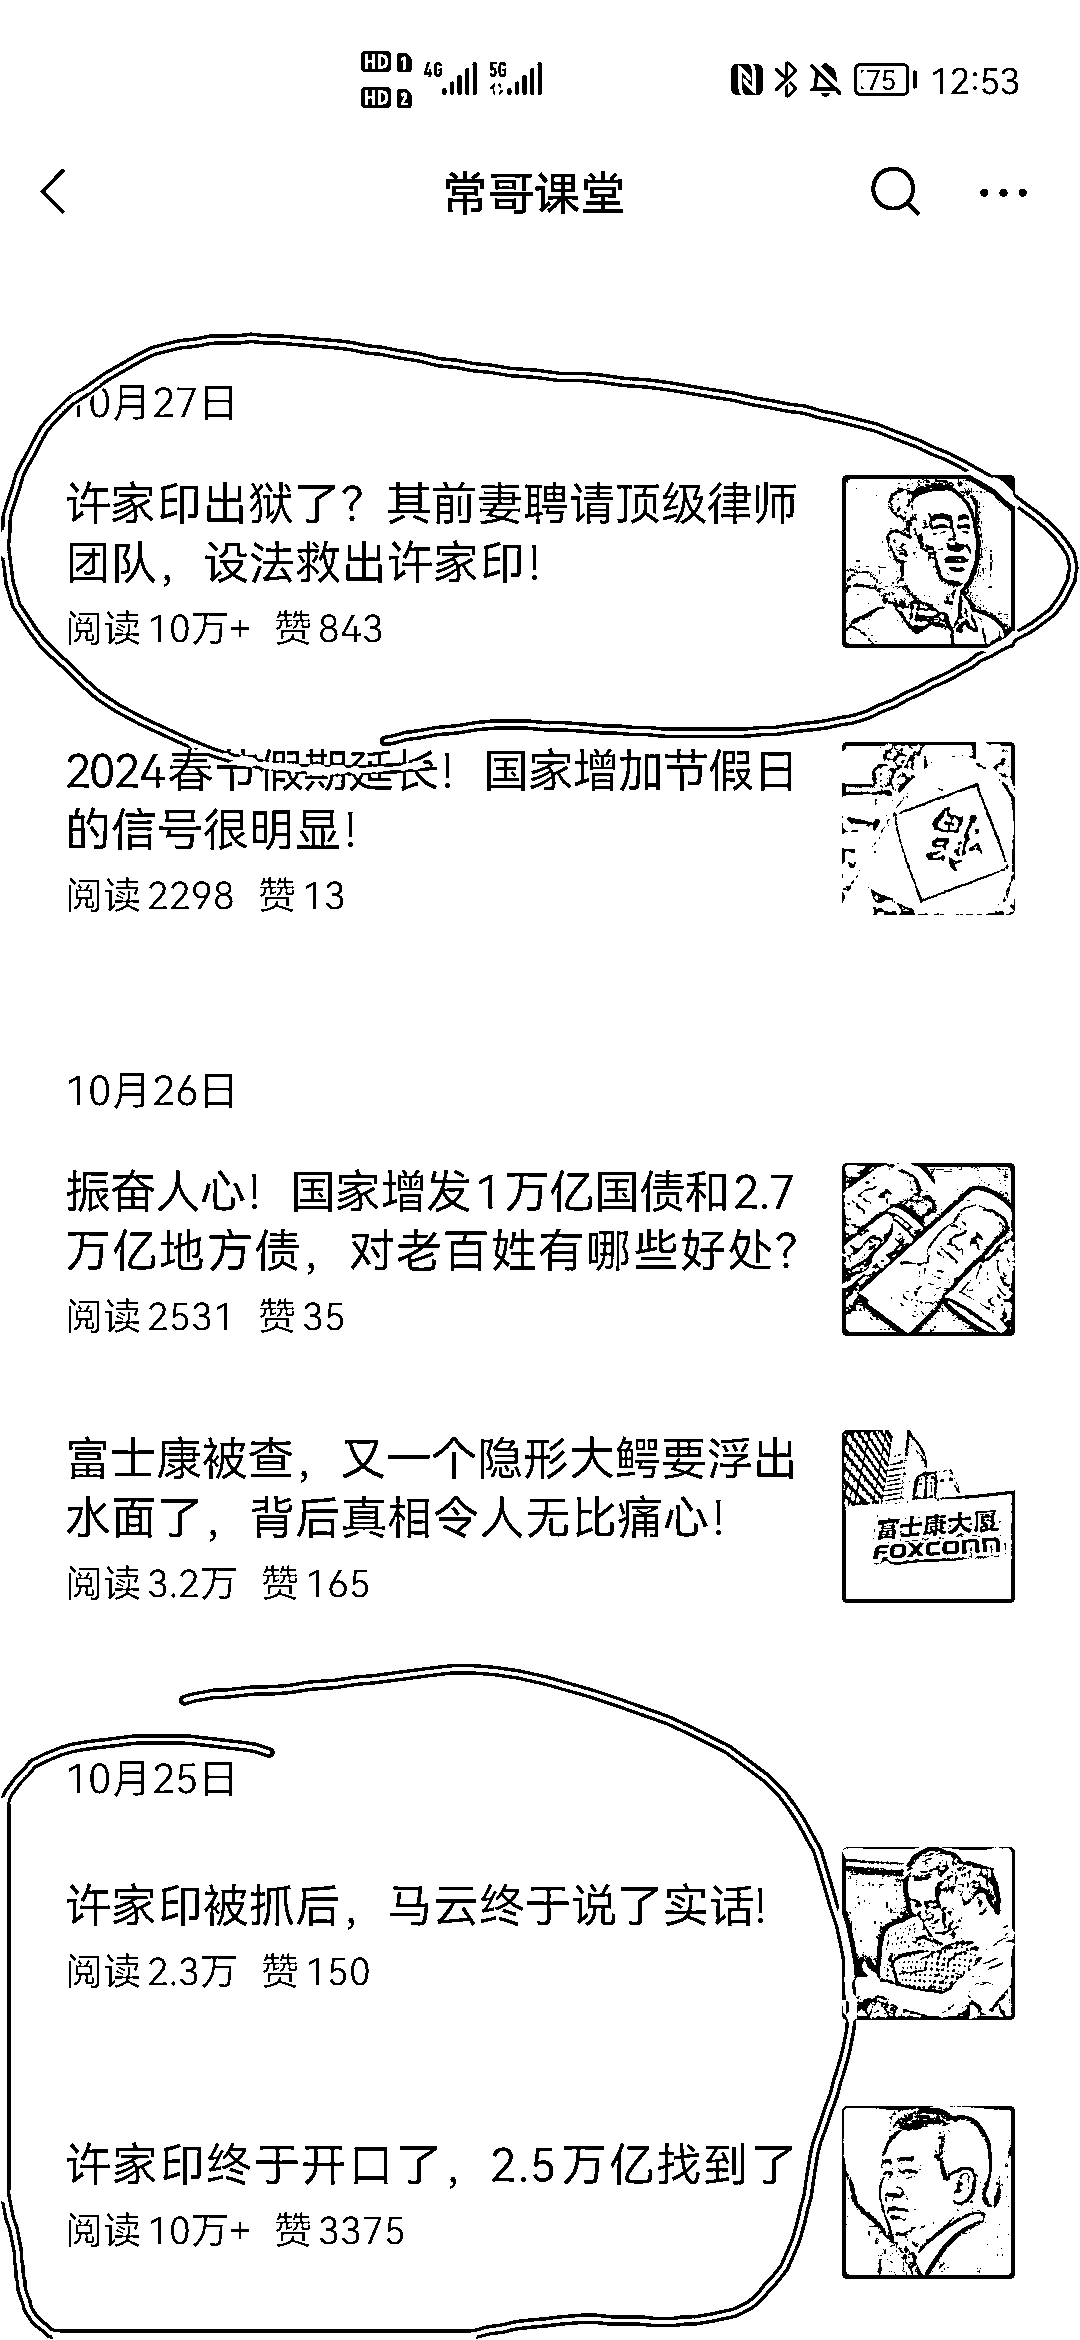 HD 1 4G 5G 75 12:53
HD 2
常哥课堂
10月27日
许家印出狱了？其前妻聘请顶级律师
团队，设法救出许家印！
阅读 10万+ 赞 843
2024春节假期延长！国家增加节假日
的信号很明显！
阅读 2298 赞 13
福
10月26日
振奋人心！国家增发1万亿国债和2.7
万亿地方债，对老百姓有哪些好处？
阅读 2531 赞 35
富士康被查，又一个隐形大鳄要浮出
水面了，背后真相令人无比痛心！
阅读 3.2万 赞 165
富士康大厦
FOXCONN
10月25日
许家印被抓后，马云终于说了实话！
阅读 2.3万 赞 150
许家印终于开口了，2.5万亿找到了
阅读 10万+ 赞 3375